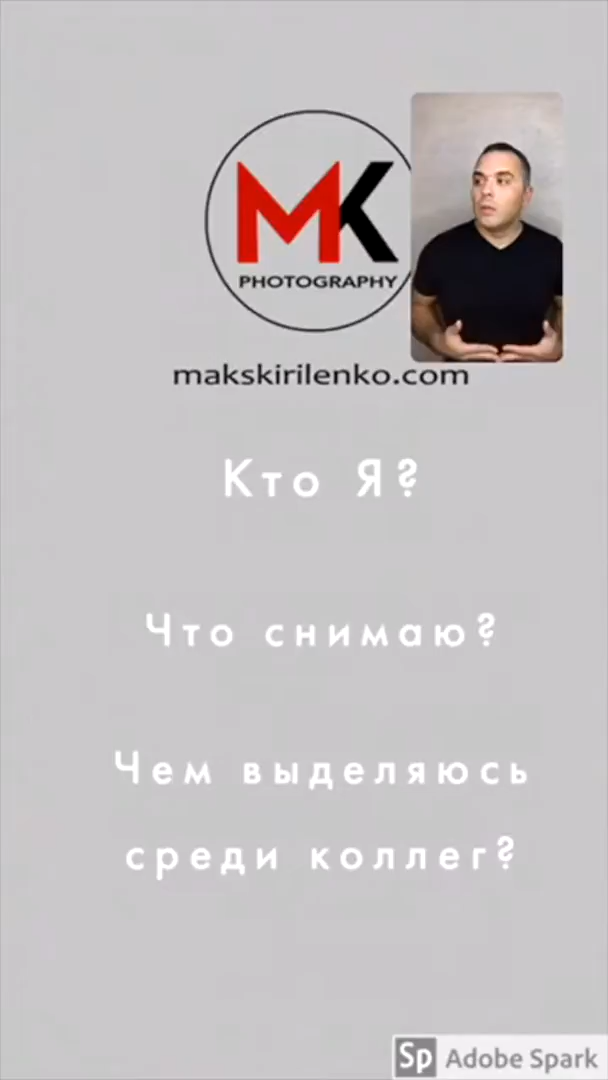 MK
PHOTOGRAPHY
makskirilenko.com
Кто Я?
Что снимаю?
Чем выделяюсь
среди коллег?
Sp Adobe Spark